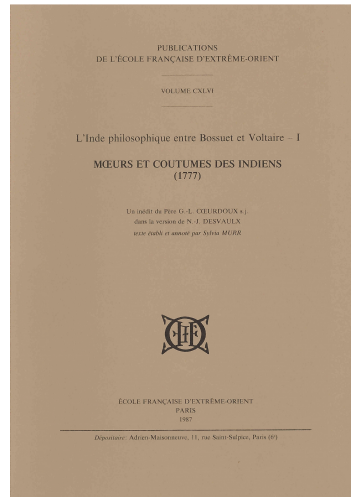 PUBLICATIONS
DE L'ÉCOLE FRANÇAISE D'EXTRÊME-ORIENT
VOLUME CXLVI
L'Inde philosophique entre Bossuet et Voltaire – I
MŒURS ET COUTUMES DES INDIENS
(1777)
Un inédit du Père G.-L. CŒURDOUX s.j.
dans la version de N.-J. DESVAULX
texte établi et annoté par Sylvia MURR
ÉCOLE FRANÇAISE D'EXTRÊME-ORIENT
PARIS
1987
Dépositaire: Adrien-Maisonneuve, 11, rue Saint-Sulpice, Paris (6e)